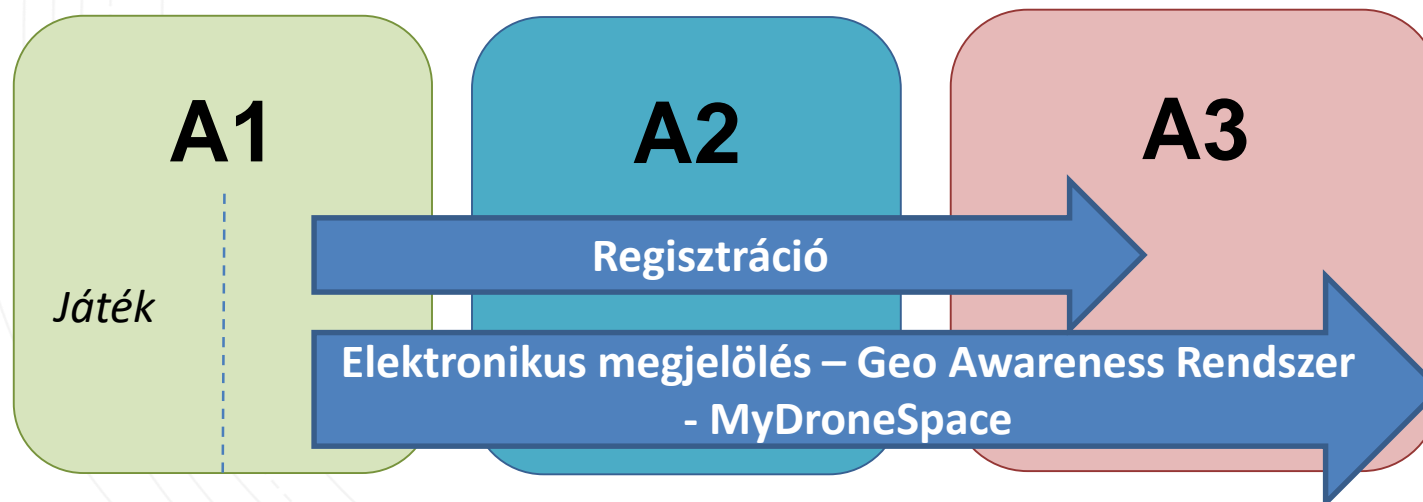 A1
A2
A3
Játék
Regisztráció
Elektronikus megjelölés – Geo Awareness Rendszer
- MyDroneSpace